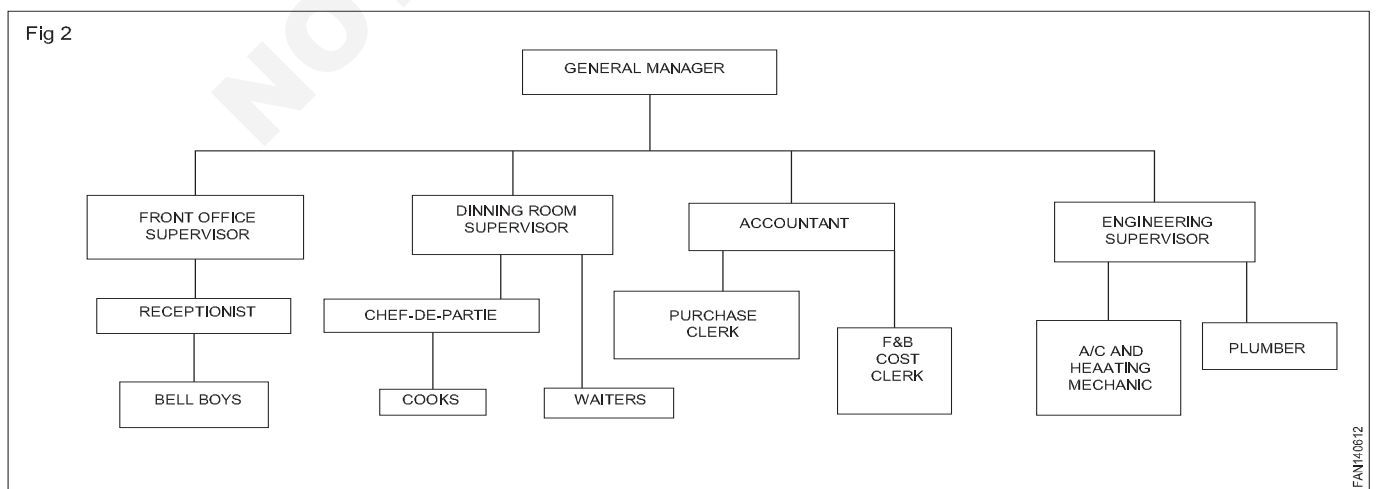 Fig 2
GENERAL MANAGER
FRONT OFFICE
SUPERVISOR
DINNING ROOM
SUPERVISOR
ACCOUNTANT
ENGINEERING
SUPERVISOR
RECEPTIONIST
CHEF-DE-PARTIE
PURCHASE
CLERK
F&B
COST
CLERK
A/C AND
HEAATING
MECHANIC
PLUMBER
BELL BOYS
COOKS
WAITERS
FAN140612
NO